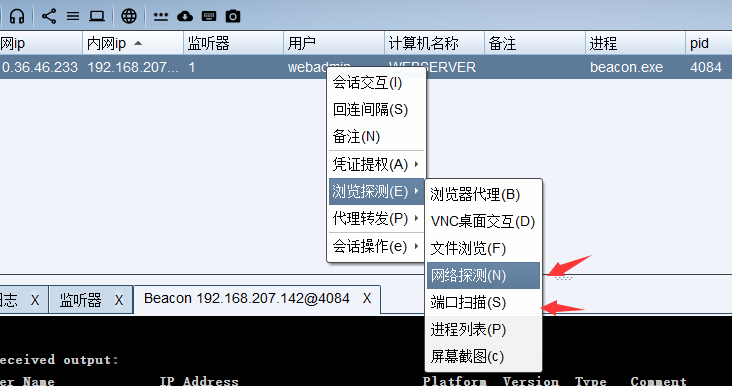 网ip 内网ip 监听器 用户 计算机名称 备注 进程 pid
0.36.46.233 192.168.207... 1 webadmin WEBSERVER beacon.exe 4084
会话交互(I)
回连间隔(S)
备注(N)
凭证提权(A)
浏览探测(E)
代理转发(P)
会话操作(e)
浏览器代理(B)
VNC桌面交互(D)
文件浏览(F)
网络探测(N)
端口扫描(S)
进程列表(P)
屏幕截图(c)
日志 X 监听器 X Beacon 192.168.207.142@4084 X
eceived output:
er Name IP Address Platform Version Type Comment